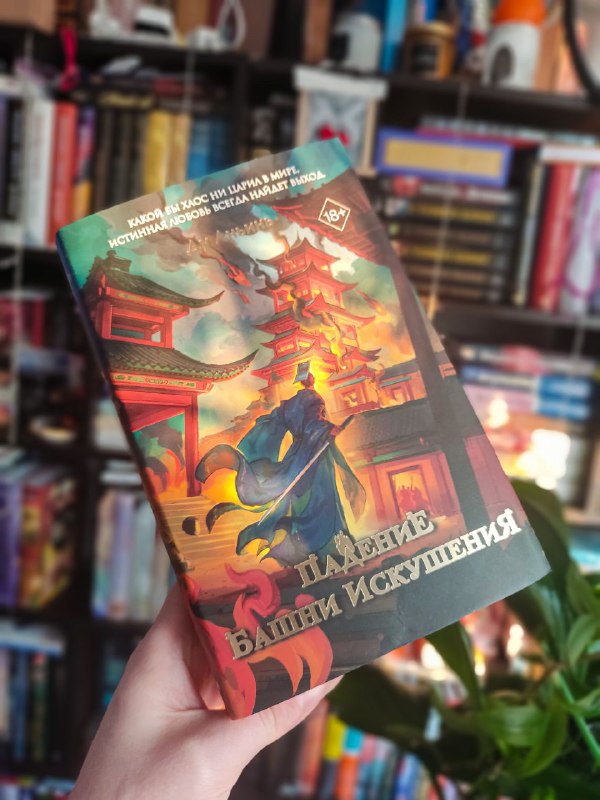 КАКОЙ БЫ ХАОС НИ ЦАРИЛ В МИРЕ,
ИСТИННАЯ ЛЮБОВЬ ВСЕГДА НАЙДЕТ ВЫХОД.
18+
ПАДЕНИЕ
БАШНИ ИСКУШЕНИЯ